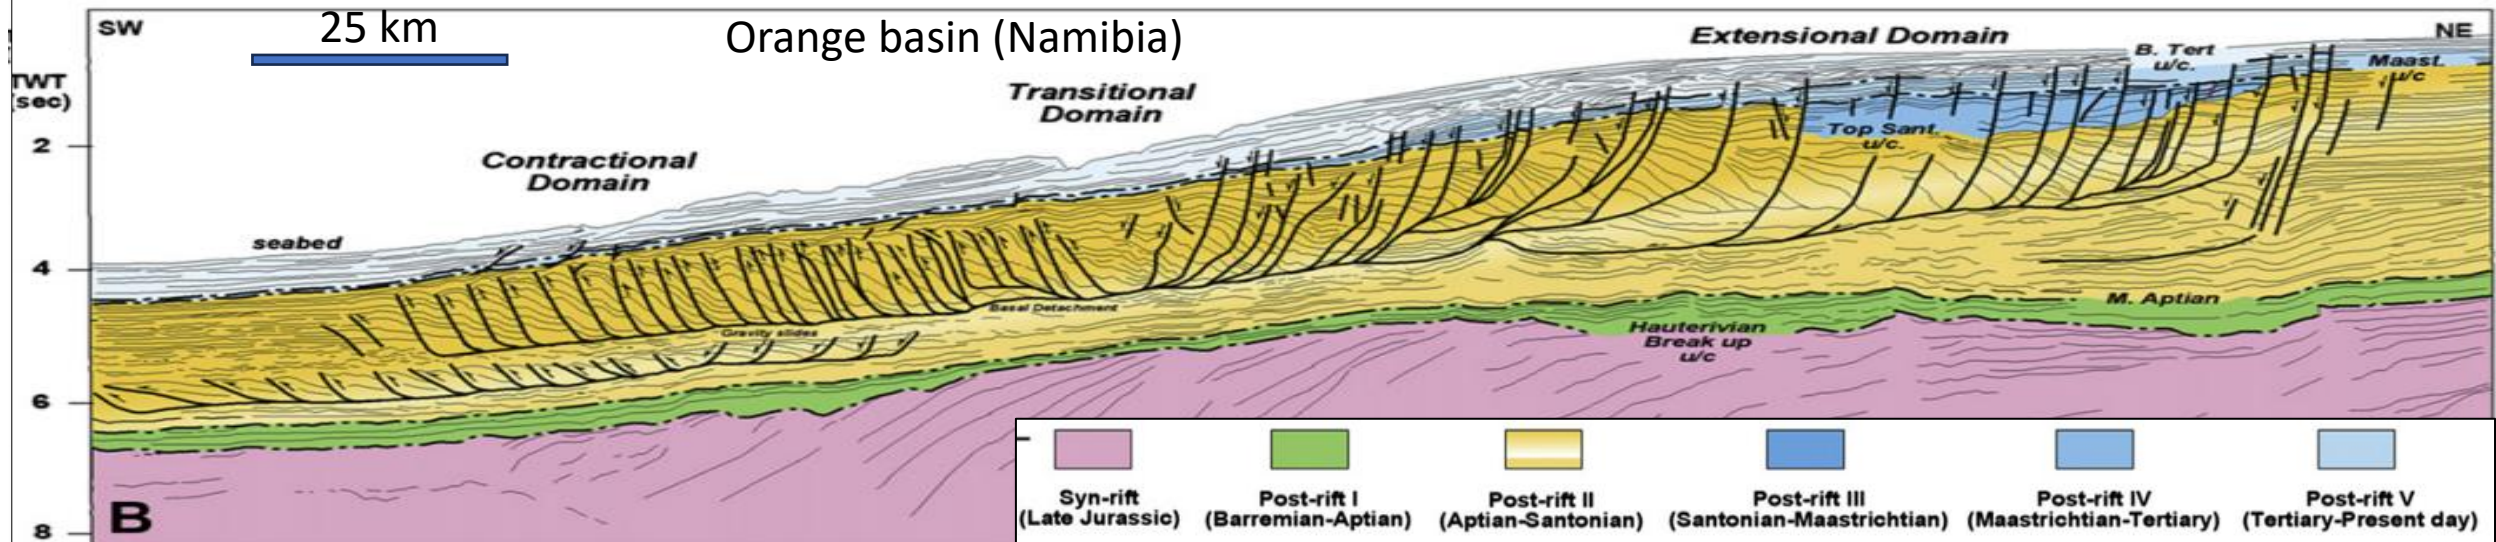 SW
25 km
Orange basin (Namibia)
Extensional Domain
NE
B. Tert
u/c.
Maast.
u/c
TWT
(sec)
Transitional
Domain
2
Top Sant.
u/c.
Contractional
Domain
seabed
4
M. Aptian
Basal Detachment
Gravity slides
Hauterivian
Break up
u/c
6
8
B
Syn-rift
(Late Jurassic)
Post-rift I
(Barremian-Aptian)
Post-rift II
(Aptian-Santonian)
Post-rift III
(Santonian-Maastrichtian)
Post-rift IV
(Maastrichtian-Tertiary)
Post-rift V
(Tertiary-Present day)